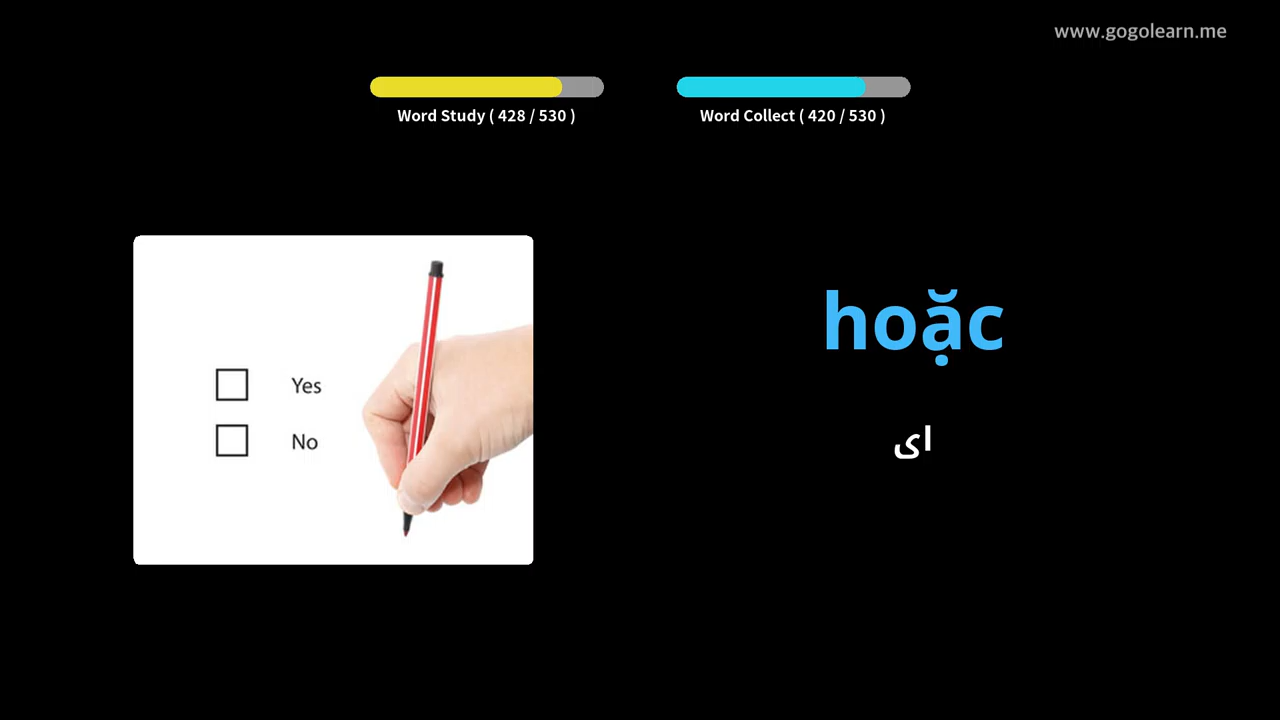 www.gogolearn.me
Word Study ( 428 / 530 )
Word Collect ( 420 / 530 )
Yes
No
hoặc
ای